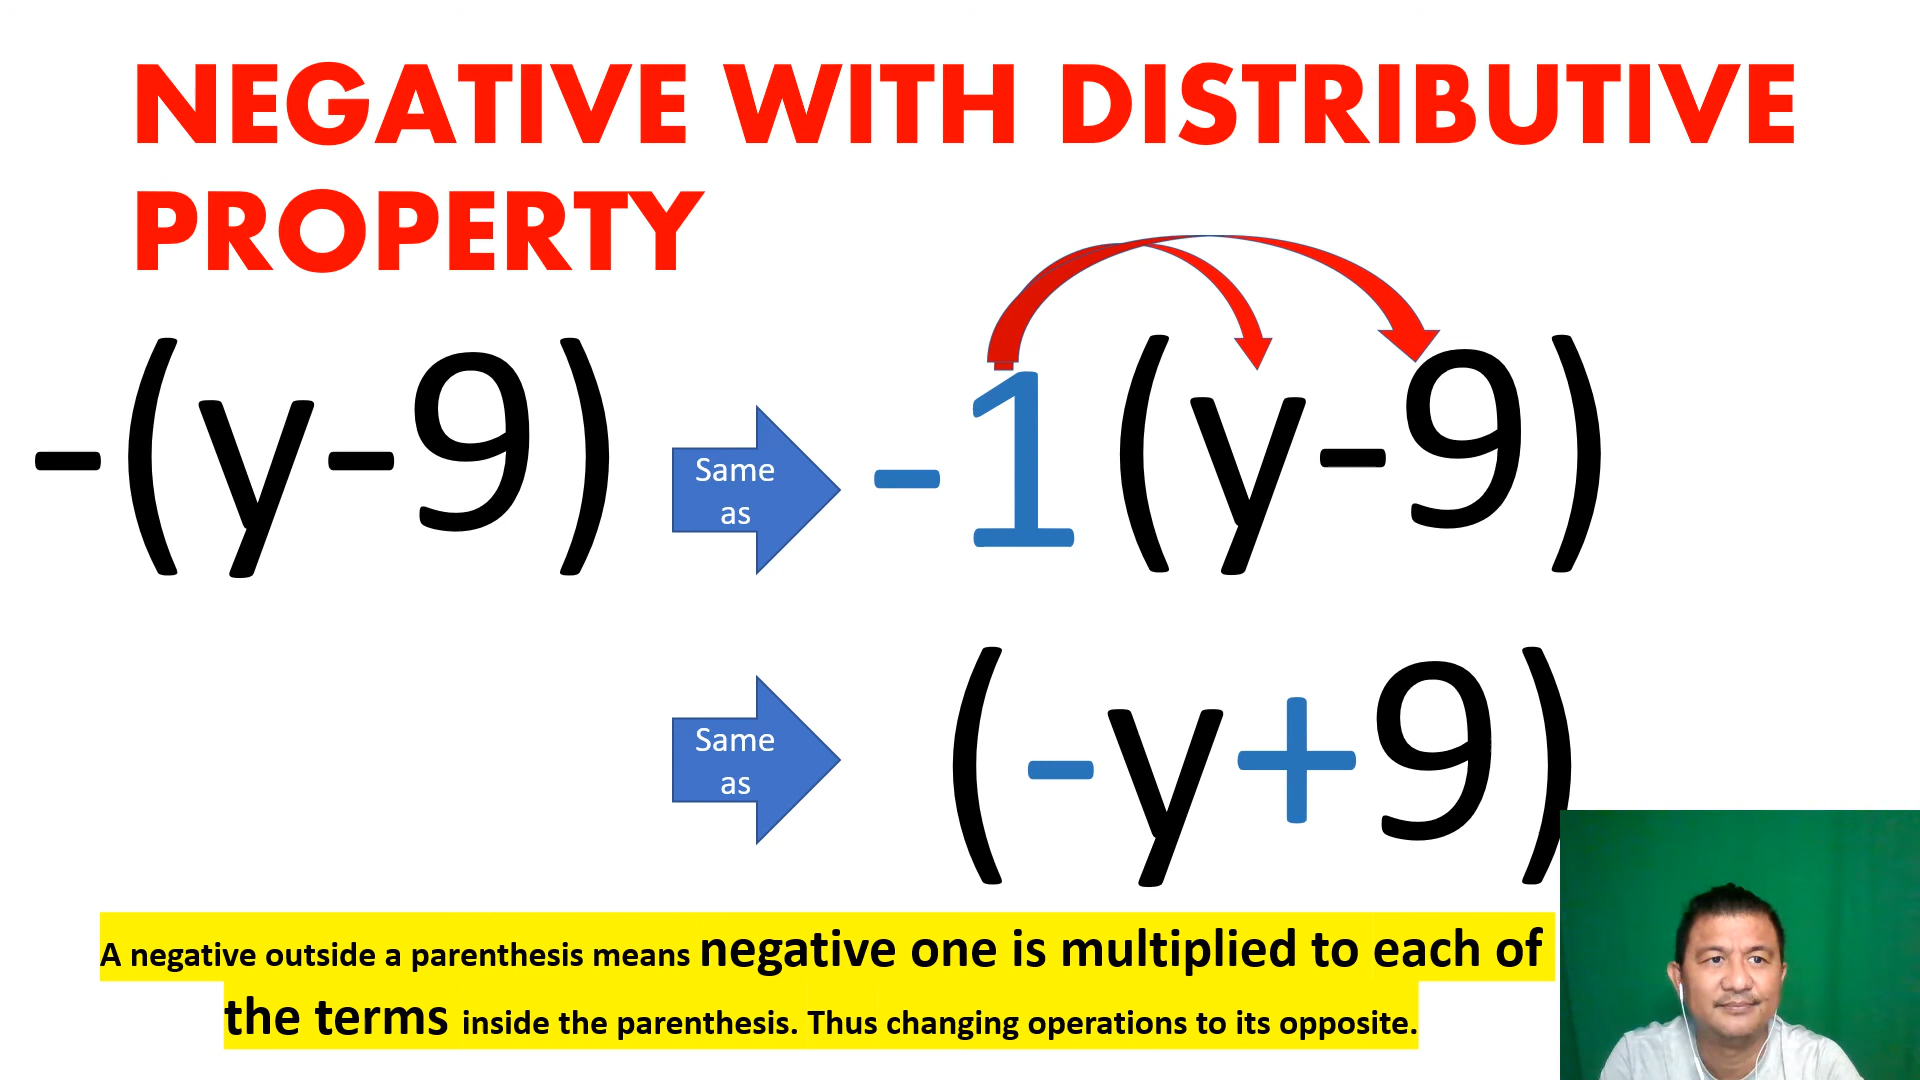 NEGATIVE WITH DISTRIBUTIVE
PROPERTY
-(y-9)
Same
as
-1(y-9)
Same
as
(-y+9)
A negative outside a parenthesis means negative one is multiplied to each of
the terms inside the parenthesis. Thus changing operations to its opposite.